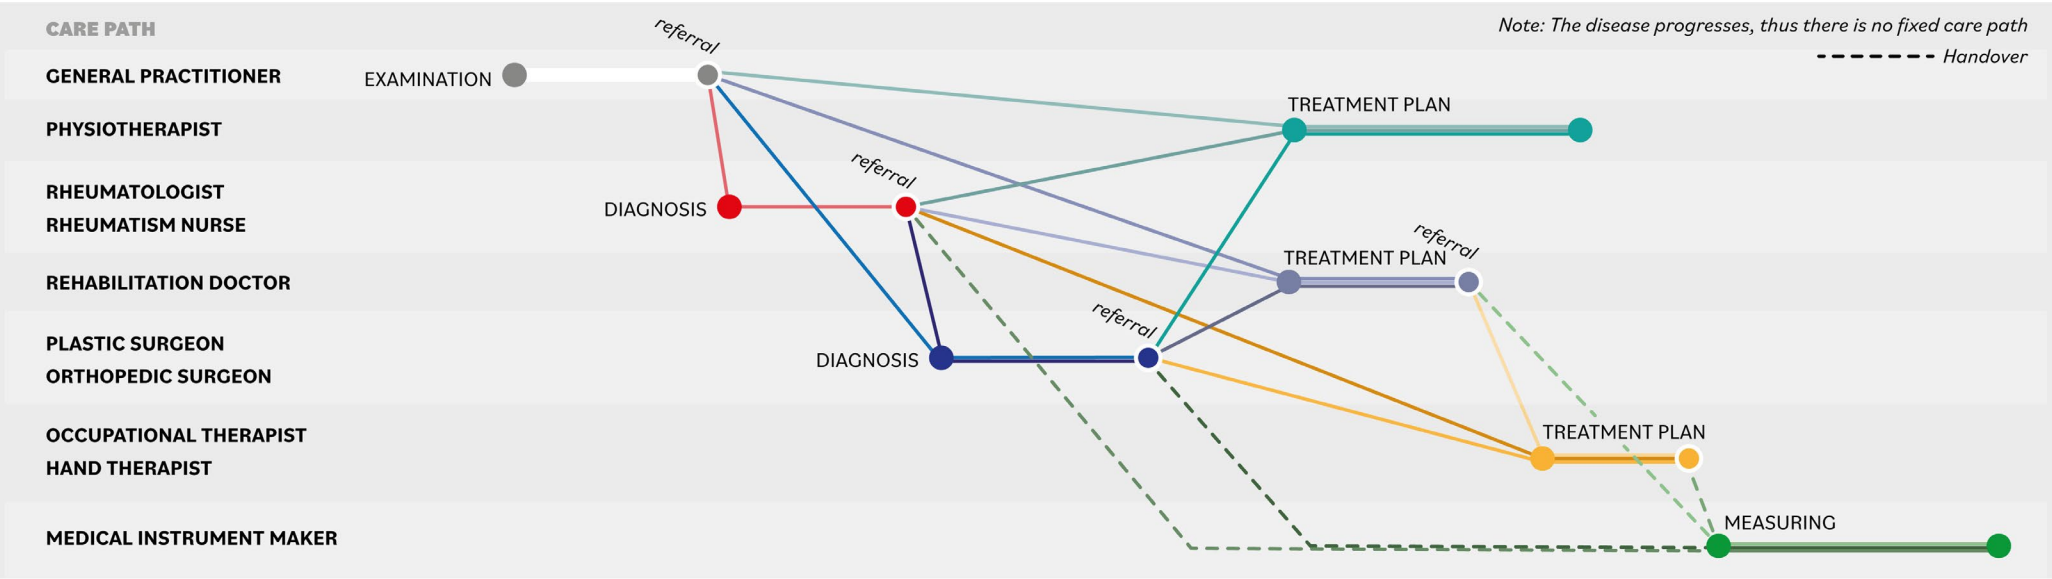 CARE PATH
referral
Note: The disease progresses, thus there is no fixed care path
Handover
GENERAL PRACTITIONER
EXAMINATION
TREATMENT PLAN
PHYSIOTHERAPIST
referral
RHEUMATOLOGIST
DIAGNOSIS
RHEUMATISM NURSE
referral
TREATMENT PLAN
REHABILITATION DOCTOR
referral
PLASTIC SURGEON
DIAGNOSIS
ORTHOPEDIC SURGEON
OCCUPATIONAL THERAPIST
TREATMENT PLAN
HAND THERAPIST
MEASURING
MEDICAL INSTRUMENT MAKER